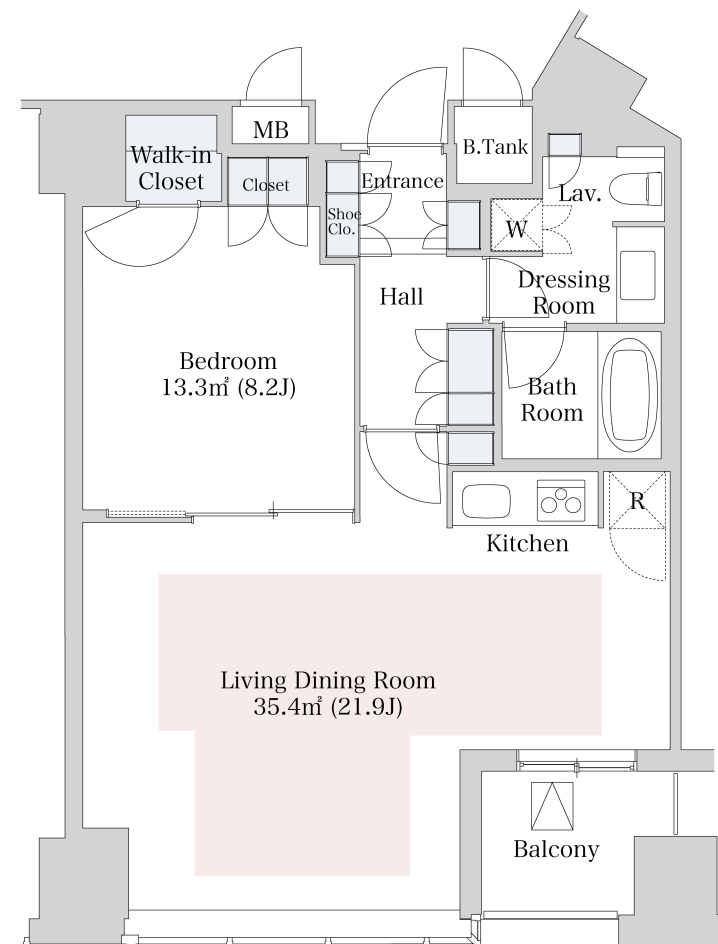 MB
B.Tank
Walk-in
Closet
Closet
Entrance
Shoe
Clo.
Lav.
W
Hall
Dressing
Room
Bedroom
13.3㎡ (8.2J)
Bath
Room
R
Kitchen
Living Dining Room
35.4㎡ (21.9J)
Balcony